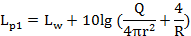 Lp1 = Lw + 10lg (Q/4πr² + 4/R)